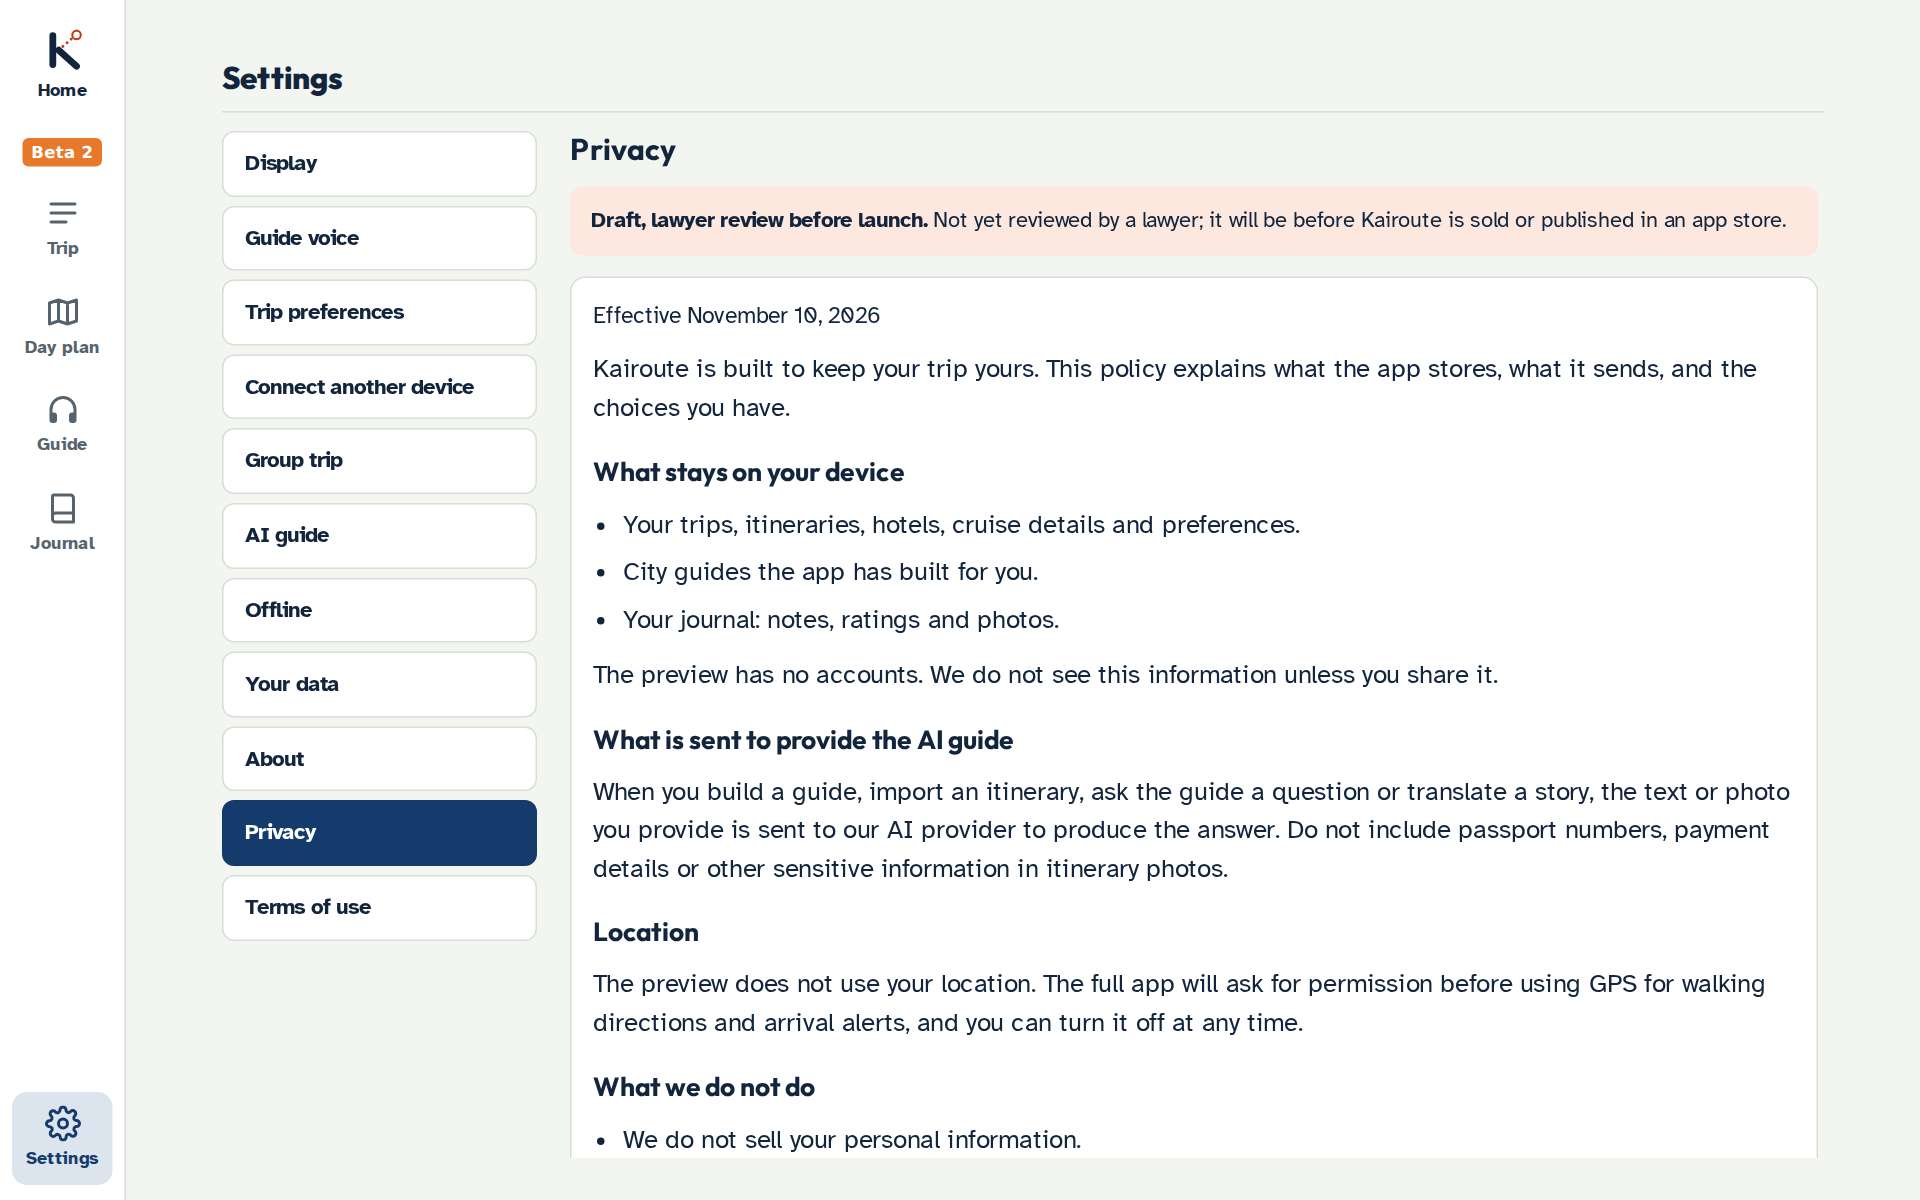 Home
Beta 2
Trip
Day plan
Guide
Journal
Settings
Settings
Display
Guide voice
Trip preferences
Connect another device
Group trip
AI guide
Offline
Your data
About
Privacy
Terms of use
Privacy
Draft, lawyer review before launch. Not yet reviewed by a lawyer; it will be before Kairoute is sold or published in an app store.
Effective November 10, 2026
Kairoute is built to keep your trip yours. This policy explains what the app stores, what it sends, and the
choices you have.
What stays on your device
• Your trips, itineraries, hotels, cruise details and preferences.
• City guides the app has built for you.
• Your journal: notes, ratings and photos.
The preview has no accounts. We do not see this information unless you share it.
What is sent to provide the AI guide
When you build a guide, import an itinerary, ask the guide a question or translate a story, the text or photo
you provide is sent to our AI provider to produce the answer. Do not include passport numbers, payment
details or other sensitive information in itinerary photos.
Location
The preview does not use your location. The full app will ask for permission before using GPS for walking
directions and arrival alerts, and you can turn it off at any time.
What we do not do
• We do not sell your personal information.